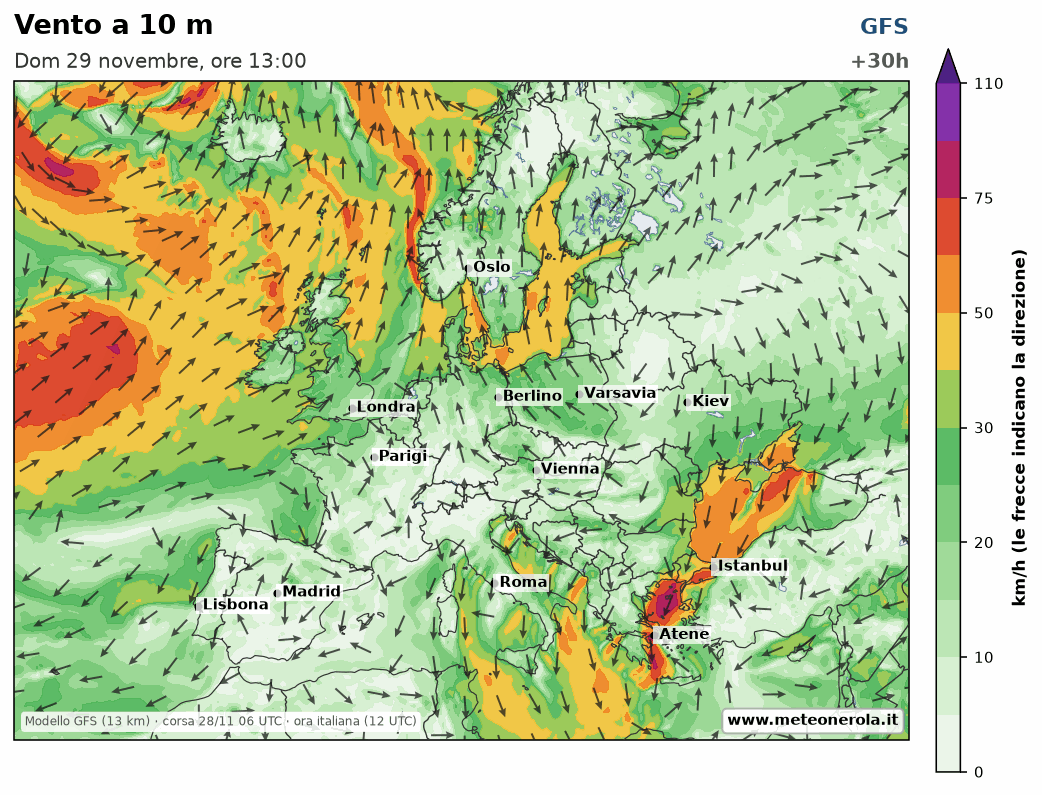 Vento a 10 m
GFS
Dom 29 novembre, ore 13:00
+30h
110
75
50
30
20
10
0
km/h (le frecce indicano la direzione)
Oslo
Berlino
Varsavia
Kiev
Londra
Parigi
Vienna
Istanbul
Roma
Madrid
Lisbona
Atene
Modello GFS (13 km) · corsa 28/11 06 UTC · ora italiana (12 UTC)
www.meteonerola.it